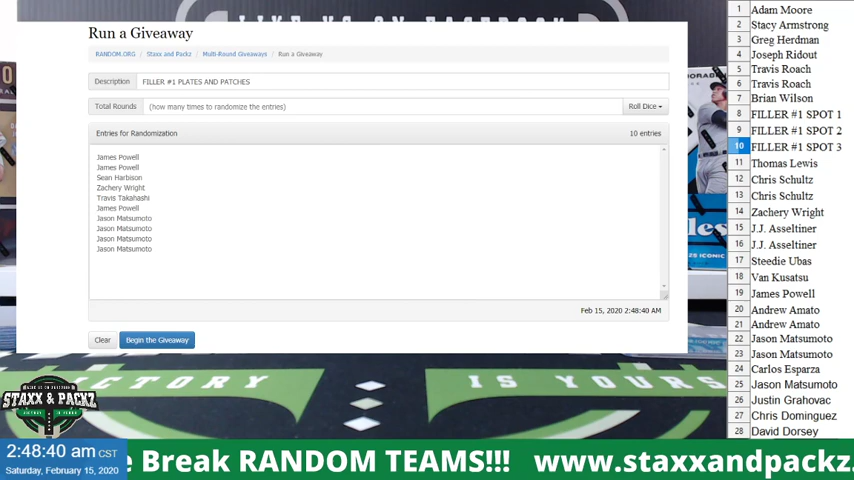 Run a Giveaway
RANDOM.ORG / Staxx and Packz / Multi-Round Giveaways / Run a Giveaway
Description FILLER #1 PLATES AND PATCHES
Total Rounds (how many times to randomize the entries) Roll Dice
Entries for Randomization 10 entries
James Powell
James Powell
Sean Harbison
Zachery Wright
Travis Takahashi
James Powell
Jason Matsumoto
Jason Matsumoto
Jason Matsumoto
Jason Matsumoto
Feb 15, 2020 2:48:40 AM
Clear Begin the Giveaway
1 Adam Moore
2 Stacy Armstrong
3 Greg Herdman
4 Joseph Ridout
5 Travis Roach
6 Travis Roach
7 Brian Wilson
8 FILLER #1 SPOT 1
9 FILLER #1 SPOT 2
10 FILLER #1 SPOT 3
11 Thomas Lewis
12 Chris Schultz
13 Chris Schultz
14 Zachery Wright
15 J.J. Asseltiner
16 J.J. Asseltiner
17 Steedie Ubas
18 Van Kusatsu
19 James Powell
20 Andrew Amato
21 Andrew Amato
22 Jason Matsumoto
23 Jason Matsumoto
24 Carlos Esparza
25 Jason Matsumoto
26 Justin Grahovac
27 Chris Dominguez
28 David Dorsey
IS YOURS
STAXX & PACKZ
2:48:40 am CST
Saturday, February 15, 2020
e Break RANDOM TEAMS!!! www.staxxandpackz.